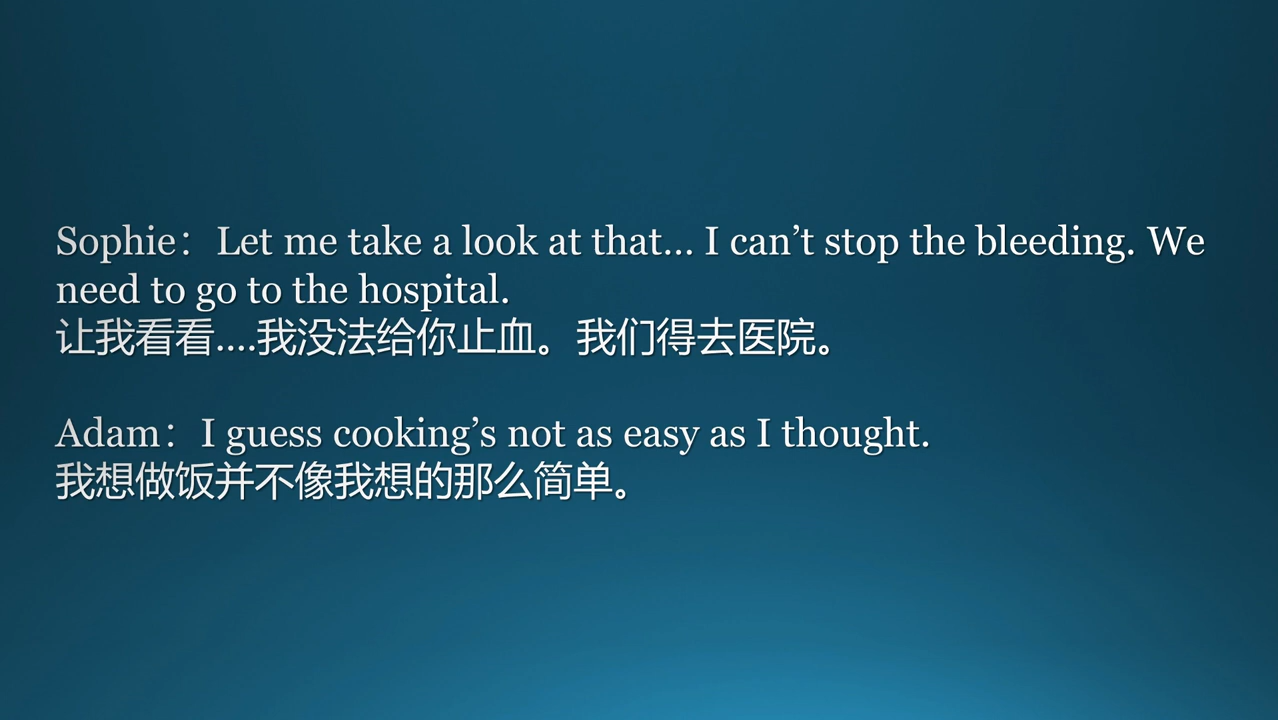 Sophie：Let me take a look at that… I can’t stop the bleeding. We
need to go to the hospital.
让我看看....我没法给你止血。我们得去医院。
Adam：I guess cooking’s not as easy as I thought.
我想做饭并不像我想的那么简单。